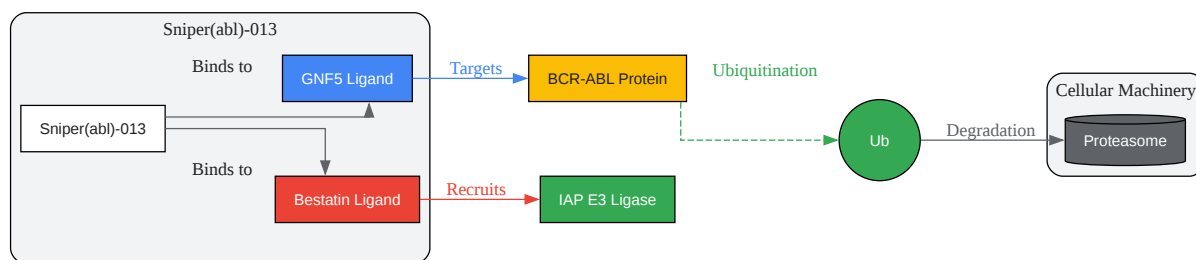 Sniper(abl)-013
Binds to
GNF5 Ligand
Targets
BCR-ABL Protein
Ubiquitination
Cellular Machinery
Sniper(abl)-013
Ub
Degradation
Proteasome
Binds to
Bestatin Ligand
Recruits
IAP E3 Ligase